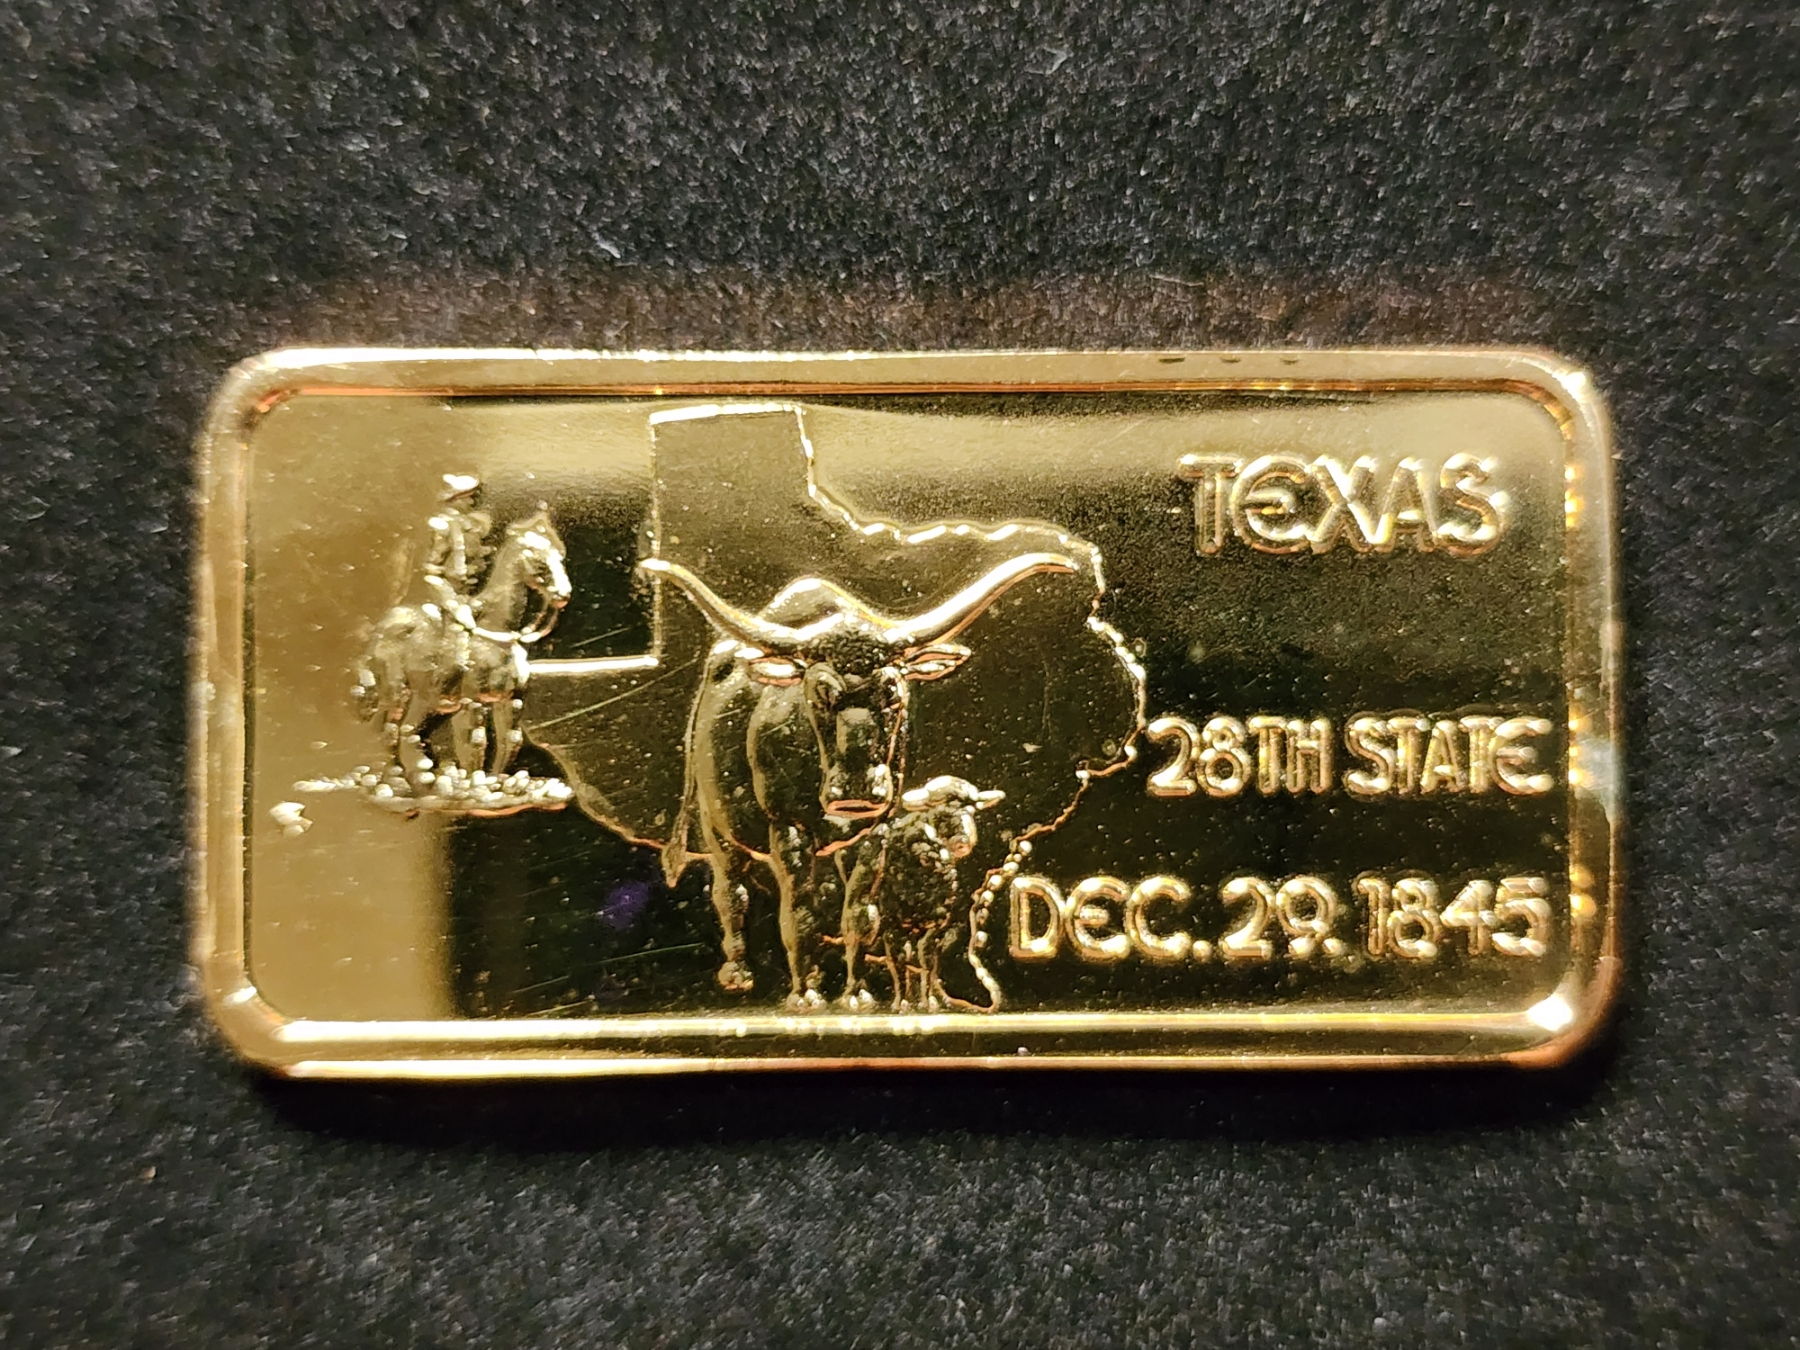 TEXAS
28TH STATE
DEC. 29. 1845